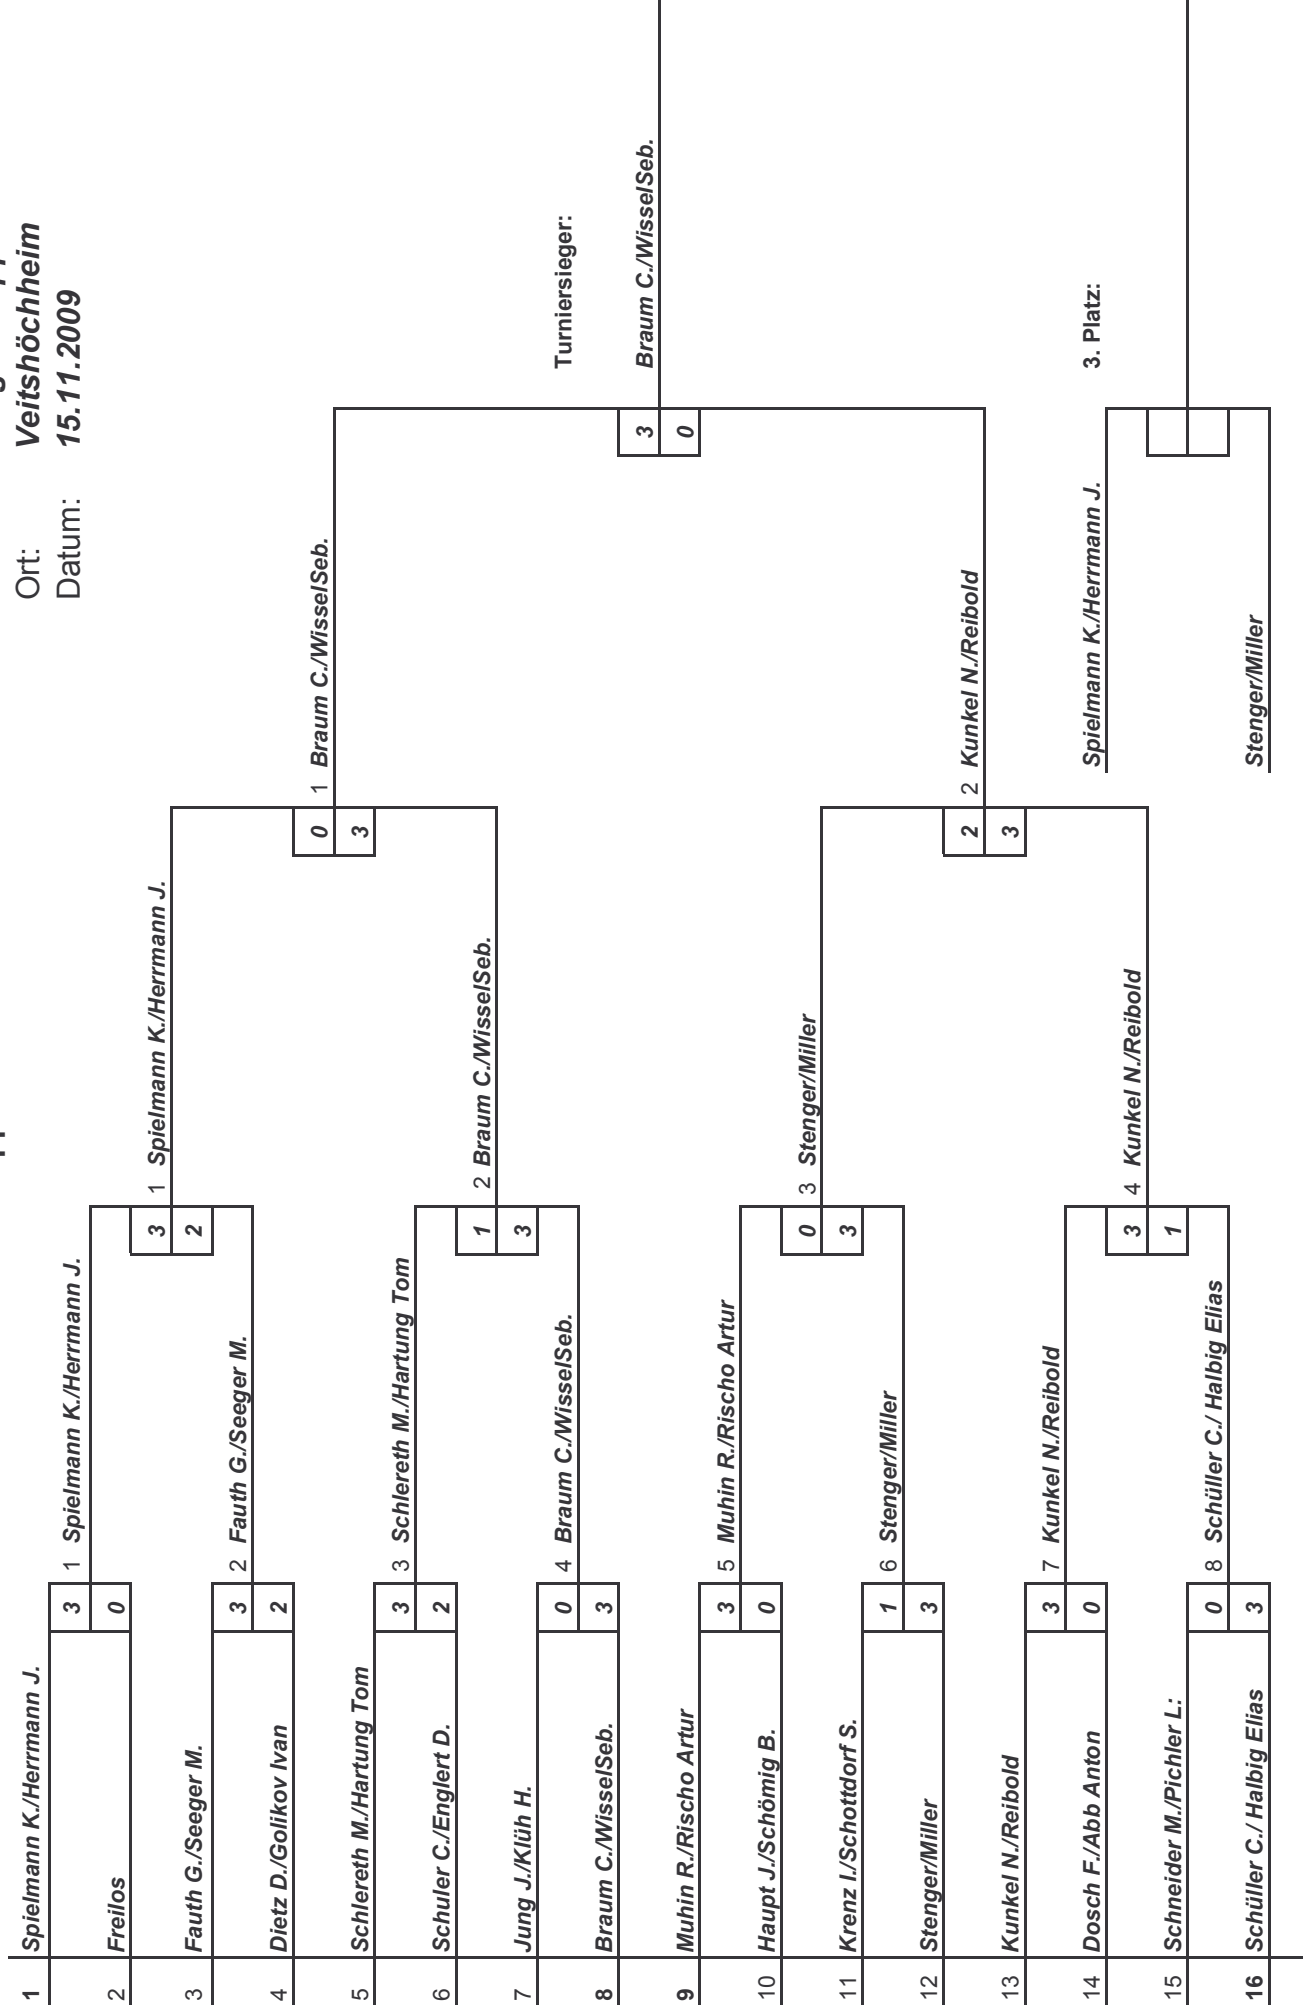 Ort: Veitshöchheim
Datum: 15.11.2009
1 Spielmann K./Herrmann J.
3
1 Spielmann K./Herrmann J.
2 Freilos
0
3
1 Spielmann K./Herrmann J.
3 Fauth G./Seeger M.
2
3
2 Fauth G./Seeger M.
4 Dietz D./Golikov Ivan
2
0
1 Braum C./WisselSeb.
5 Schlereth M./Hartung Tom
3
3
3 Schlereth M./Hartung Tom
6 Schuler C./Englert D.
2
1
2 Braum C./WisselSeb.
7 Jung J./Klüh H.
3
0
4 Braum C./WisselSeb.
Turniersieger:
8 Braum C./WisselSeb.
3
3
Braum C./WisselSeb.
9 Muhin R./Rischo Artur
0
3
5 Muhin R./Rischo Artur
10 Haupt J./Schömig B.
0
0
3 Stenger/Miller
11 Krenz I./Schottdorf S.
3
1
6 Stenger/Miller
12 Stenger/Miller
3
2
2 Kunkel N./Reibold
13 Kunkel N./Reibold
3
3
7 Kunkel N./Reibold
14 Dosch F./Abb Anton
0
Spielmann K./Herrmann J.
3. Platz:
3
4 Kunkel N./Reibold
15 Schneider M./Pichler L:
1
0
8 Schüller C./ Halbig Elias
16 Schüller C./ Halbig Elias
3
Stenger/Miller